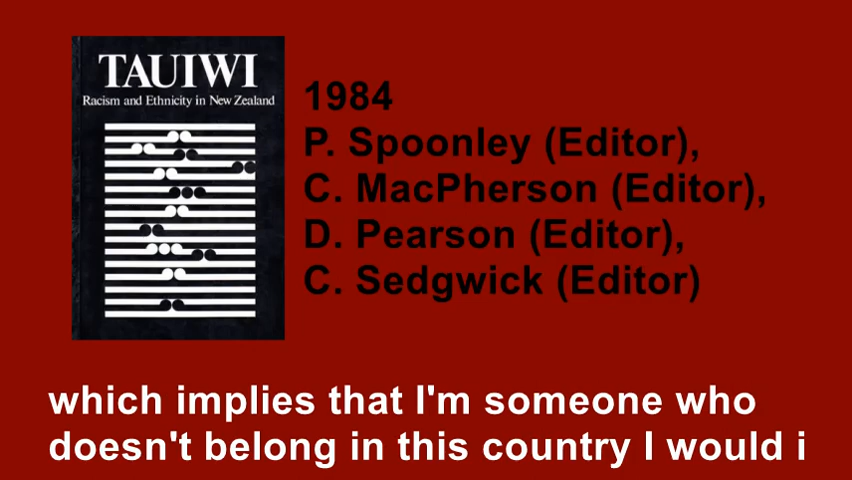 TAUIWI
Racism and Ethnicity in New Zealand
1984
P. Spoonley (Editor),
C. MacPherson (Editor),
D. Pearson (Editor),
C. Sedgwick (Editor)
which implies that I'm someone who
doesn't belong in this country I would i